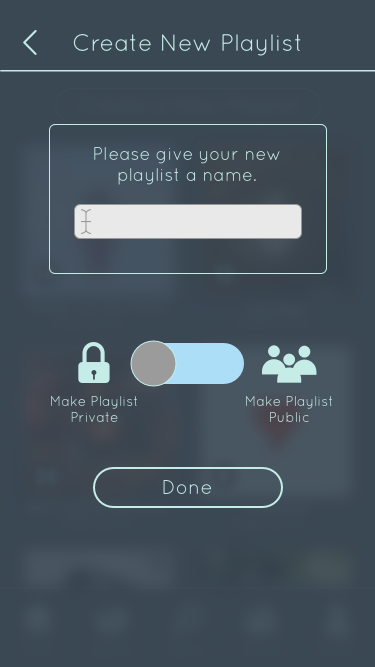 Create New Playlist
Please give your new
playlist a name.
Make Playlist
Private
Make Playlist
Public
Done